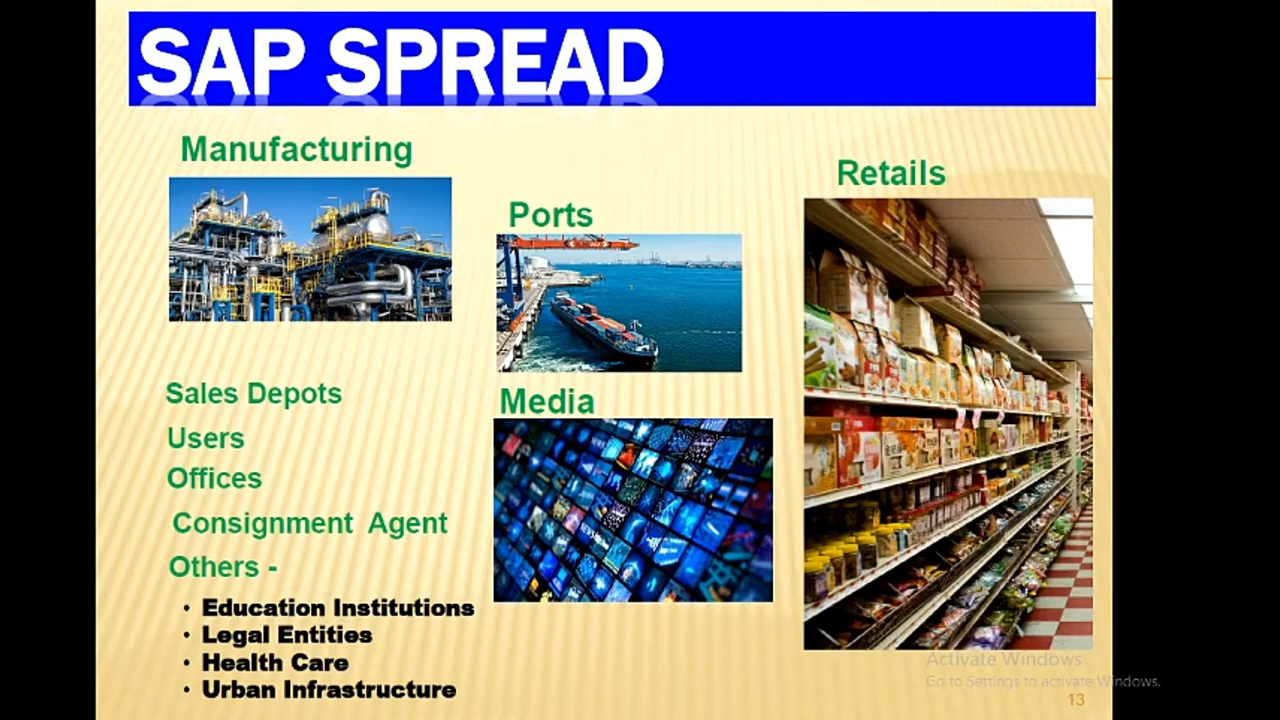 SAP SPREAD
Manufacturing
Ports
Retails
Sales Depots
Users
Offices
Consignment Agent
Others -
Media
• Education Institutions
• Legal Entities
• Health Care
• Urban Infrastructure
Activate Windows
Go to Settings to activate Windows.
13